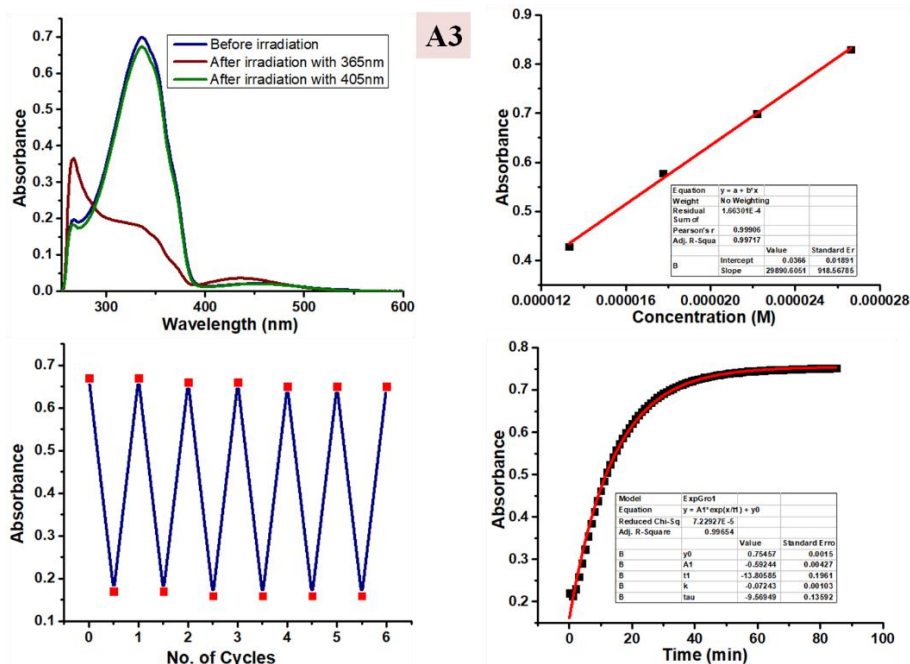 A3
Before irradiation
After irradiation with 365nm
After irradiation with 405nm
Absorbance
0.7
0.6
0.5
0.4
0.3
0.2
0.1
0.0
300 400 500 600
Wavelength (nm)
Absorbance
0.9
0.8
0.7
0.6
0.5
0.4
0.000012 0.000016 0.000020 0.000024 0.000028
Concentration (M)
Equation y = a + b*x
Weight No Weighting
Residual Sum of 1.66301E-4
Pearson's r 0.99906
Adj. R-Squa 0.99717
Value Standard Er
B Intercept 0.0366 0.01891
Slope 29890.6051 918.56785
Absorbance
0.7
0.6
0.5
0.4
0.3
0.2
0.1
0 1 2 3 4 5 6
No. of Cycles
Absorbance
0.8
0.7
0.6
0.5
0.4
0.3
0.2
0 20 40 60 80 100
Time (min)
Model ExpGro1
Equation y = A1*exp(x/t1) + y0
Reduced Chi-Sq 7.22927E-5
Adj. R-Square 0.99654
Value Standard Erro
B y0 0.75457 0.0015
B A1 -0.59244 0.00427
B t1 -13.80585 0.1961
B k -0.07243 0.00103
B tau -9.56949 0.13592